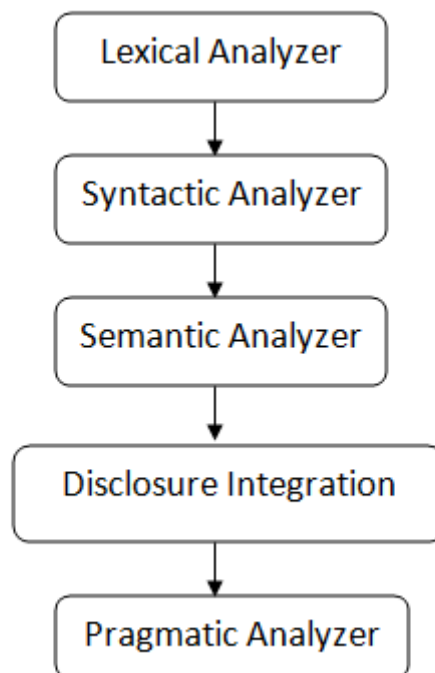 Lexical Analyzer
Syntactic Analyzer
Semantic Analyzer
Disclosure Integration
Pragmatic Analyzer